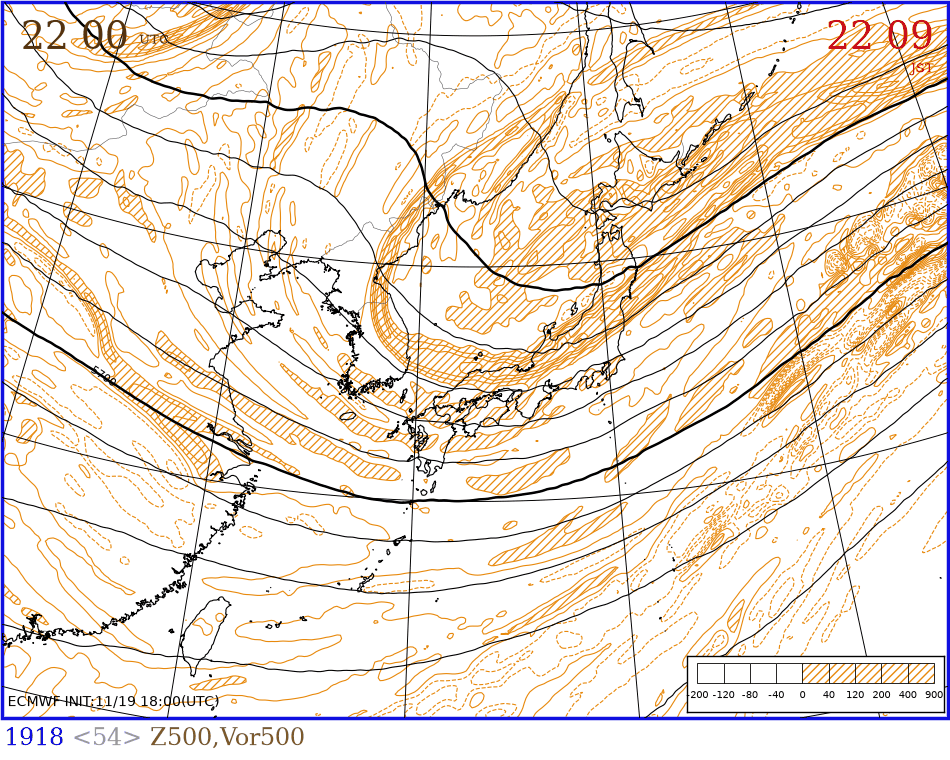 22 00 UTC
22 09
JST
5700
ECMWF INIT:11/19 18:00(UTC)
-200 -120 -80 -40 0 40 120 200 400 900
1918 <54> Z500,Vor500